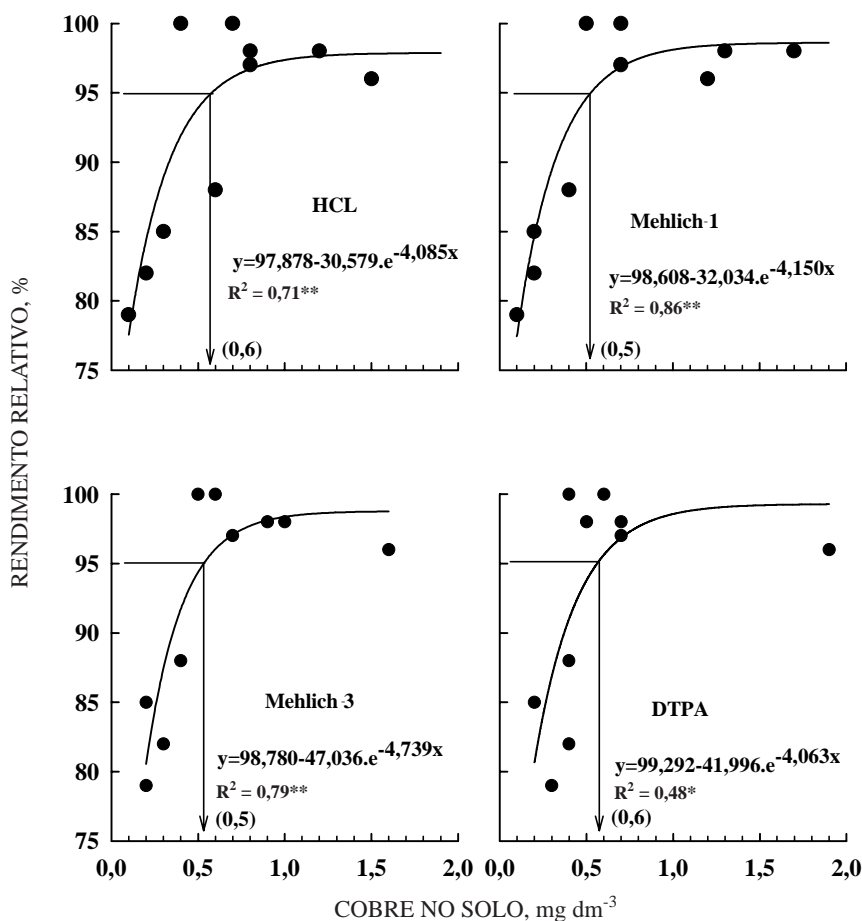 RENDIMENTO RELATIVO, %
100
95
90
85
80
75
HCL
y=97,878-30,579.e-4,085x
R2 = 0,71**
(0,6)
Mehlich-1
y=98,608-32,034.e-4,150x
R2 = 0,86**
(0,5)
100
95
90
85
80
75
Mehlich-3
y=98,780-47,036.e-4,739x
R2 = 0,79**
(0,5)
DTPA
y=99,292-41,996.e-4,063x
R2 = 0,48*
(0,6)
0,0 0,5 1,0 1,5 2,0
0,0 0,5 1,0 1,5 2,0
COBRE NO SOLO, mg dm-3